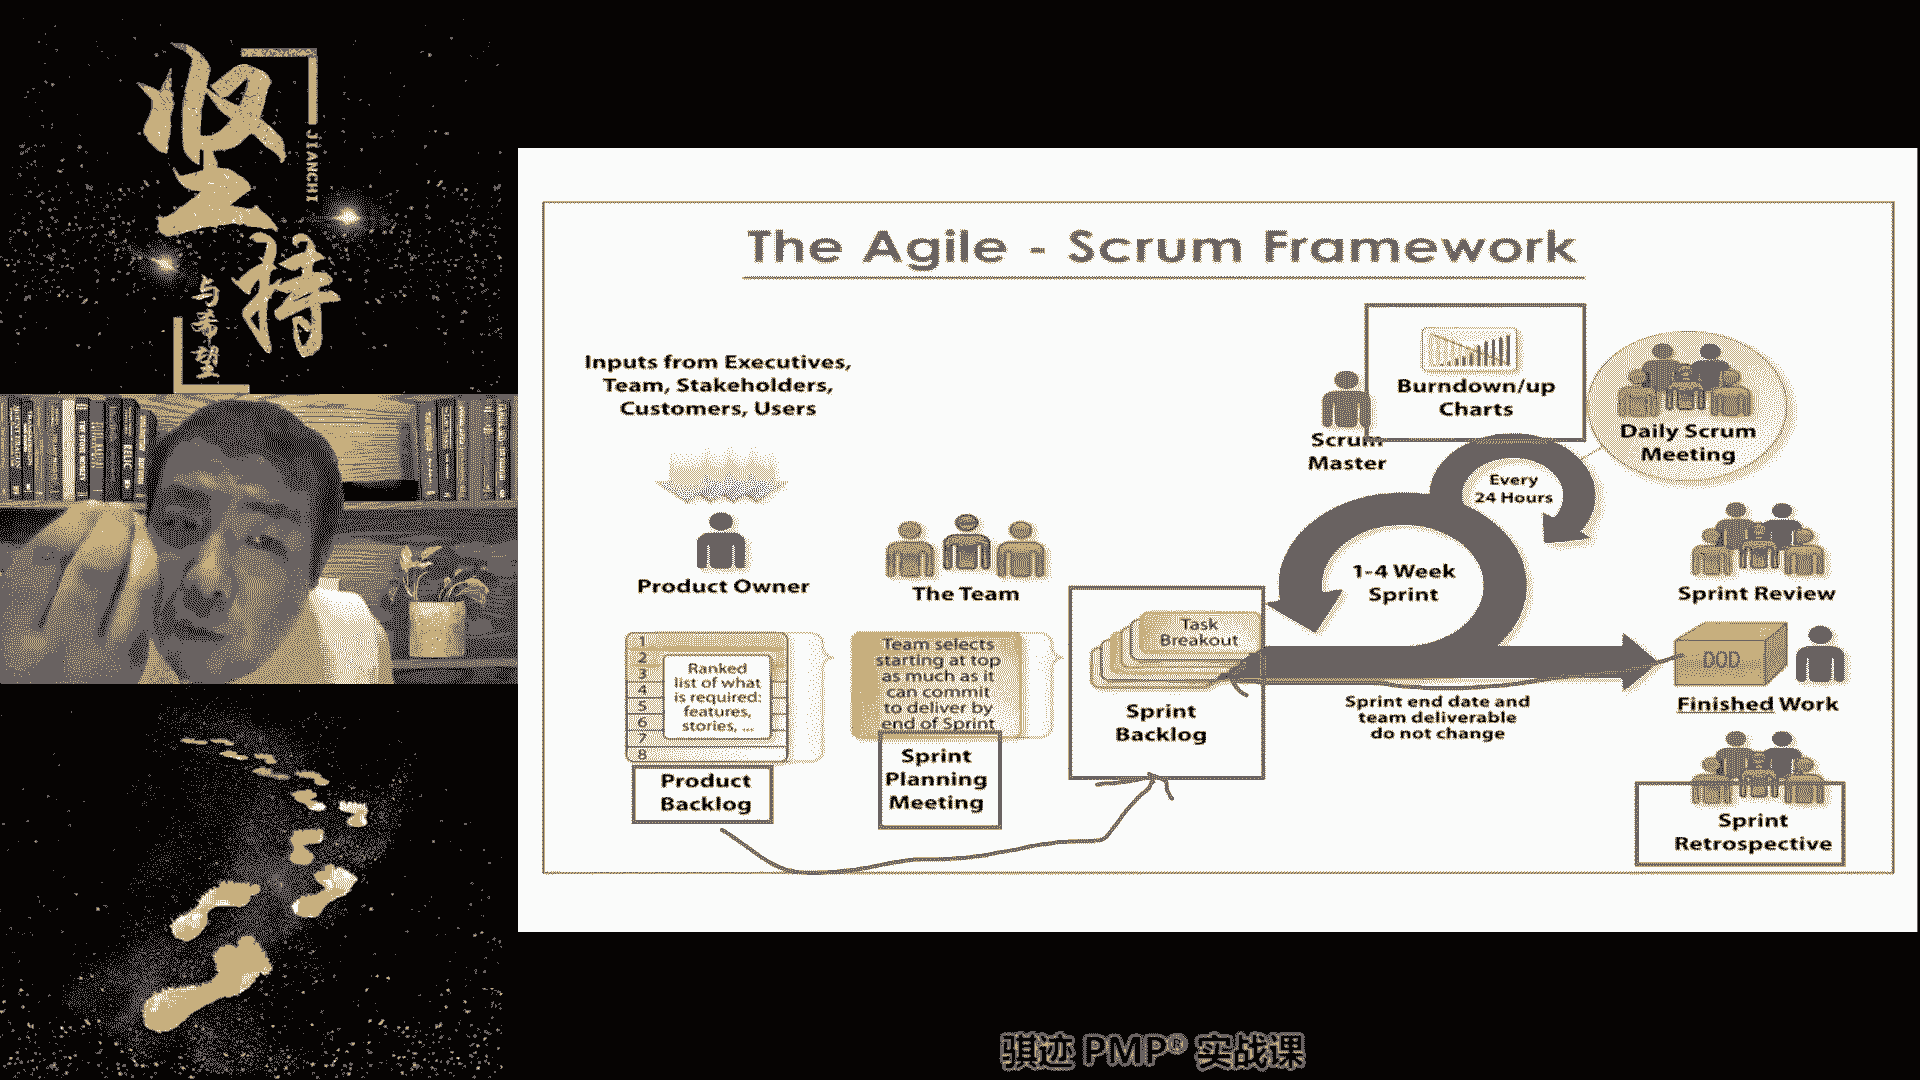 坚持
JIANCHI
与希望
The Agile - Scrum Framework
Inputs from Executives,
Team, Stakeholders,
Customers, Users
Product Owner
The Team
1
2
3
4
5
6
7
8
Ranked
list of what
is required:
features,
stories, ...
Product
Backlog
Team selects
starting at top
as much as it
can commit
to deliver by
end of Sprint
Sprint
Planning
Meeting
Task
Breakout
Sprint
Backlog
Scrum
Master
Burndown/up
Charts
Every
24 Hours
Daily Scrum
Meeting
1-4 Week
Sprint
Sprint end date and
team deliverable
do not change
Sprint Review
DOD
Finished Work
Sprint
Retrospective
骐迹 PMP® 实战课